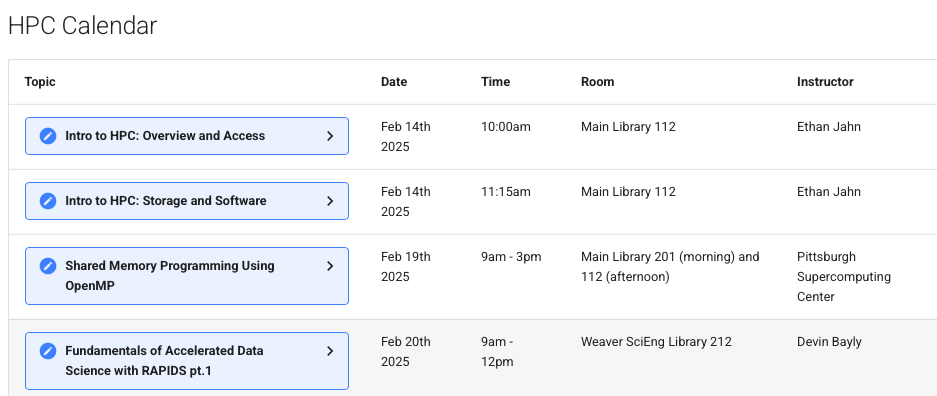 HPC Calendar
Topic Date Time Room Instructor
Intro to HPC: Overview and Access Feb 14th 10:00am Main Library 112 Ethan Jahn
2025
Intro to HPC: Storage and Software Feb 14th 11:15am Main Library 112 Ethan Jahn
2025
Shared Memory Programming Using Feb 19th 9am - 3pm Main Library 201 (morning) and Pittsburgh
OpenMP 2025 112 (afternoon) Supercomputing
Center
Fundamentals of Accelerated Data Feb 20th 9am - Weaver SciEng Library 212 Devin Bayly
Science with RAPIDS pt.1 2025 12pm